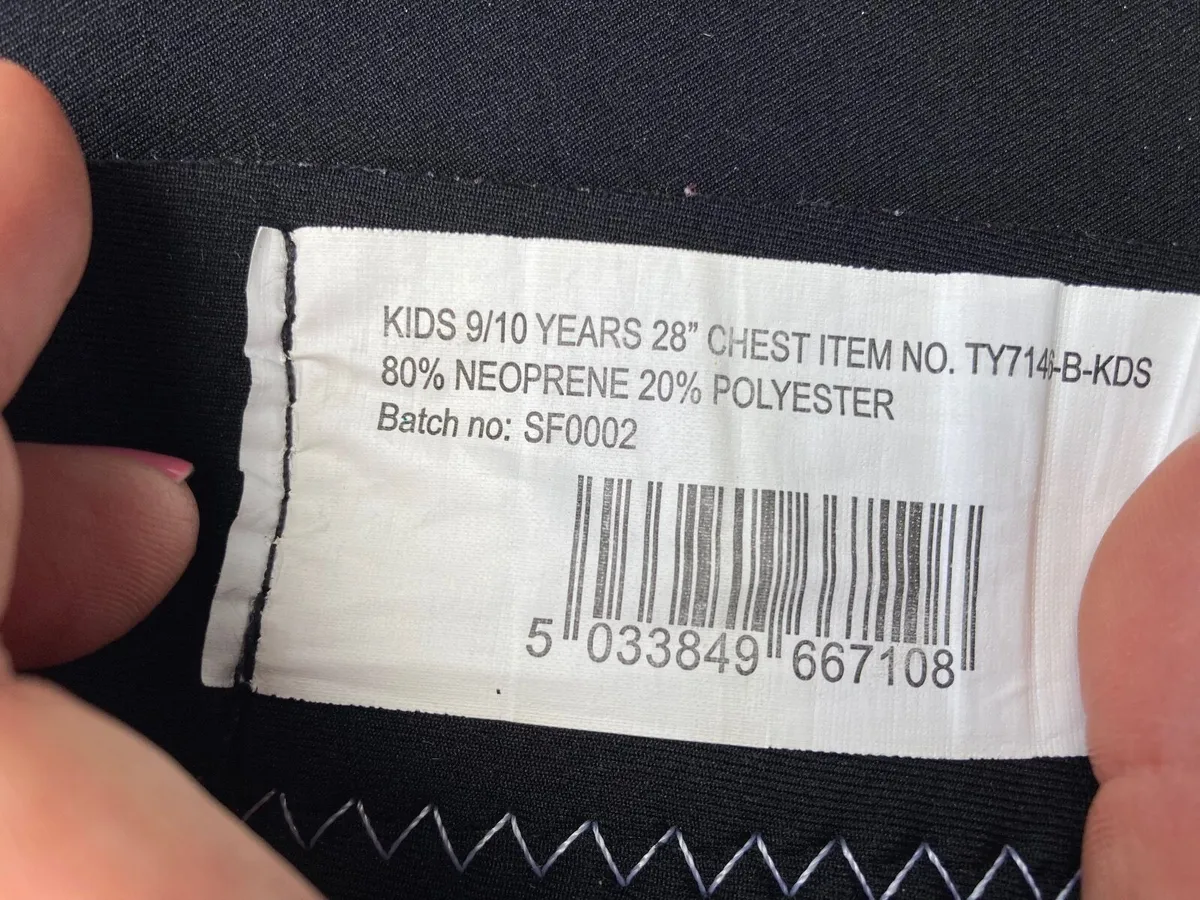 KIDS 9/10 YEARS 28” CHEST ITEM NO. TY7146-B-KDS
80% NEOPRENE 20% POLYESTER
Batch no: SF0002
5 033849 667108